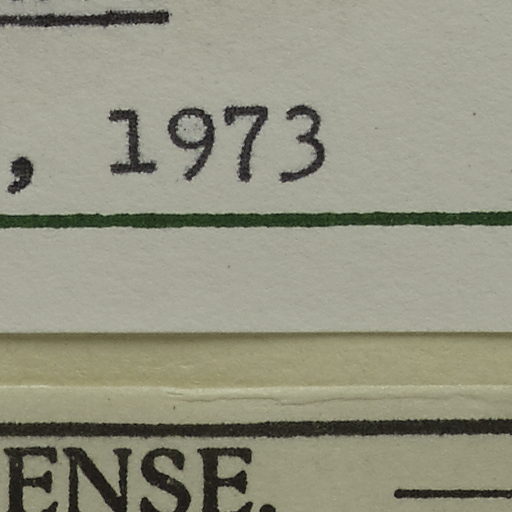 , 1973
ENSE.